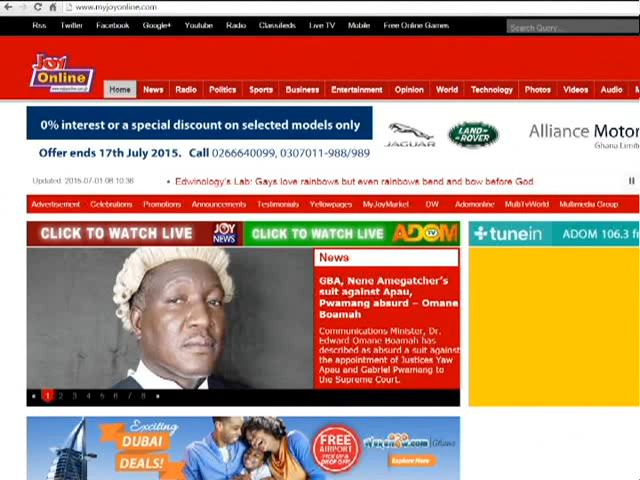 www.myjoyonline.com
Rss Twitter Facebook Google+ Youtube Radio Classifieds Live TV Mobile Free Online Games
Search Query...
Joy
Online
Home News Radio Politics Sports Business Entertainment Opinion World Technology Photos Videos Audio
0% interest or a special discount on selected models only
Offer ends 17th July 2015. Call 0266640099, 0307011-988/989
JAGUAR
LAND ROVER
Alliance Motor
Ghana Limite
Updated: 2015-07-01 08:10:36
• Edwinology's Lab: Gays love rainbows but even rainbows bend and bow before God
Advertisement Celebrations Promotions Announcements Testimonials Yellowpages MyJoyMarket DW Adomonline MultiTvWorld Multimedia Group
CLICK TO WATCH LIVE JOY NEWS
CLICK TO WATCH LIVE ADOM TV
tunein ADOM 106.3 f
News
GBA, Nene Amegatcher's
suit against Apau,
Pwamang absurd – Omane
Boamah
Communications Minister, Dr.
Edward Omane Boamah has
described as absurd a suit against
the appointment of Justices Yaw
Apau and Gabriel Pwamang to
the Supreme Court.
« 1 2 3 4 5 6 7 8 »
Exciting
DUBAI
DEALS!
FREE
AIRPORT
PICK UP &
DROP OFF
Explore Here